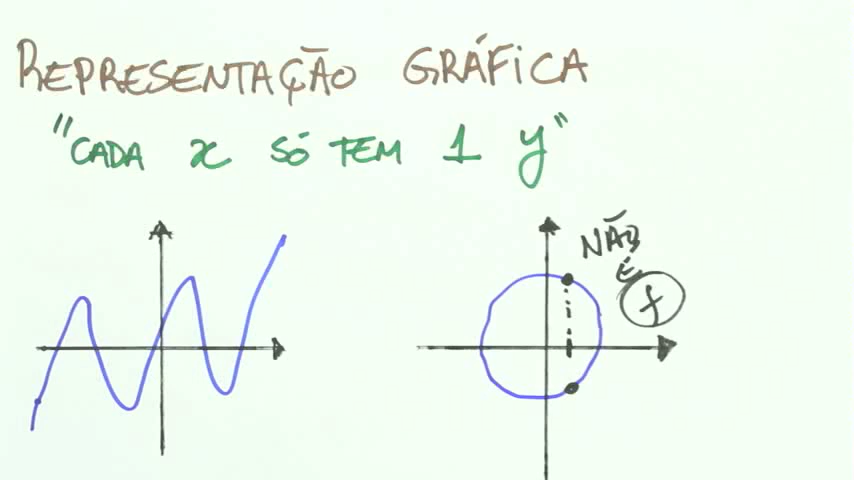 REPRESENTAÇÃO GRÁFICA
"CADA x SÓ TEM 1 y"
NÃO
É
f